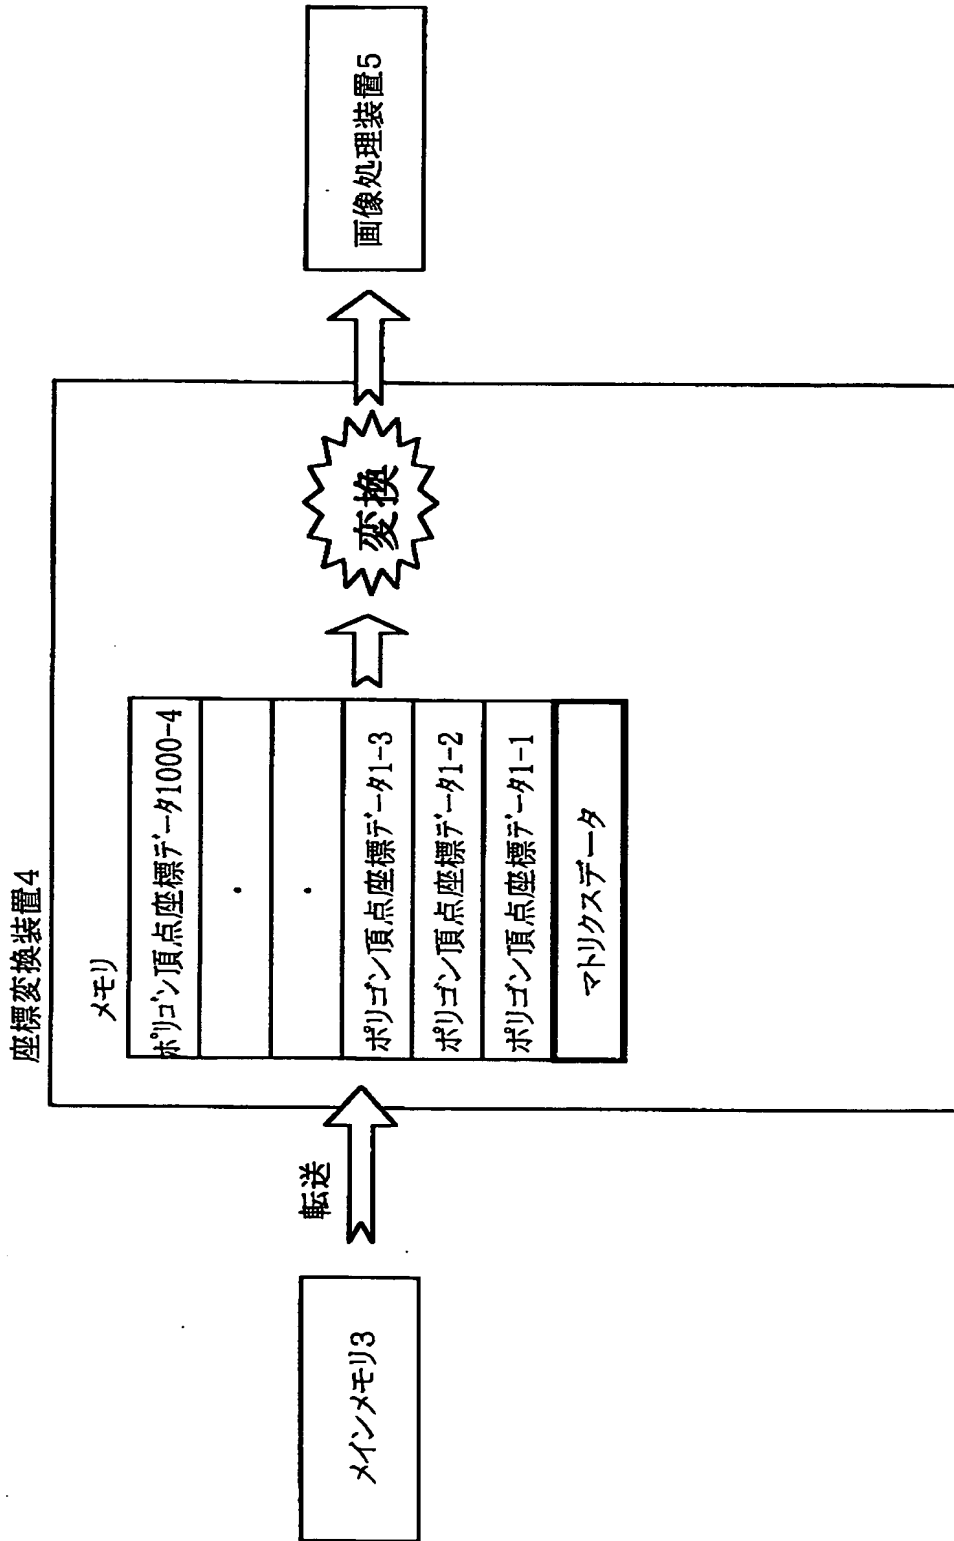 座標変換装置4
メモリ
ポリゴン頂点座標データ1000-4
・
・
ポリゴン頂点座標データ1-3
ポリゴン頂点座標データ1-2
ポリゴン頂点座標データ1-1
マトリクスデータ
メインメモリ3
転送
変換
画像処理装置5